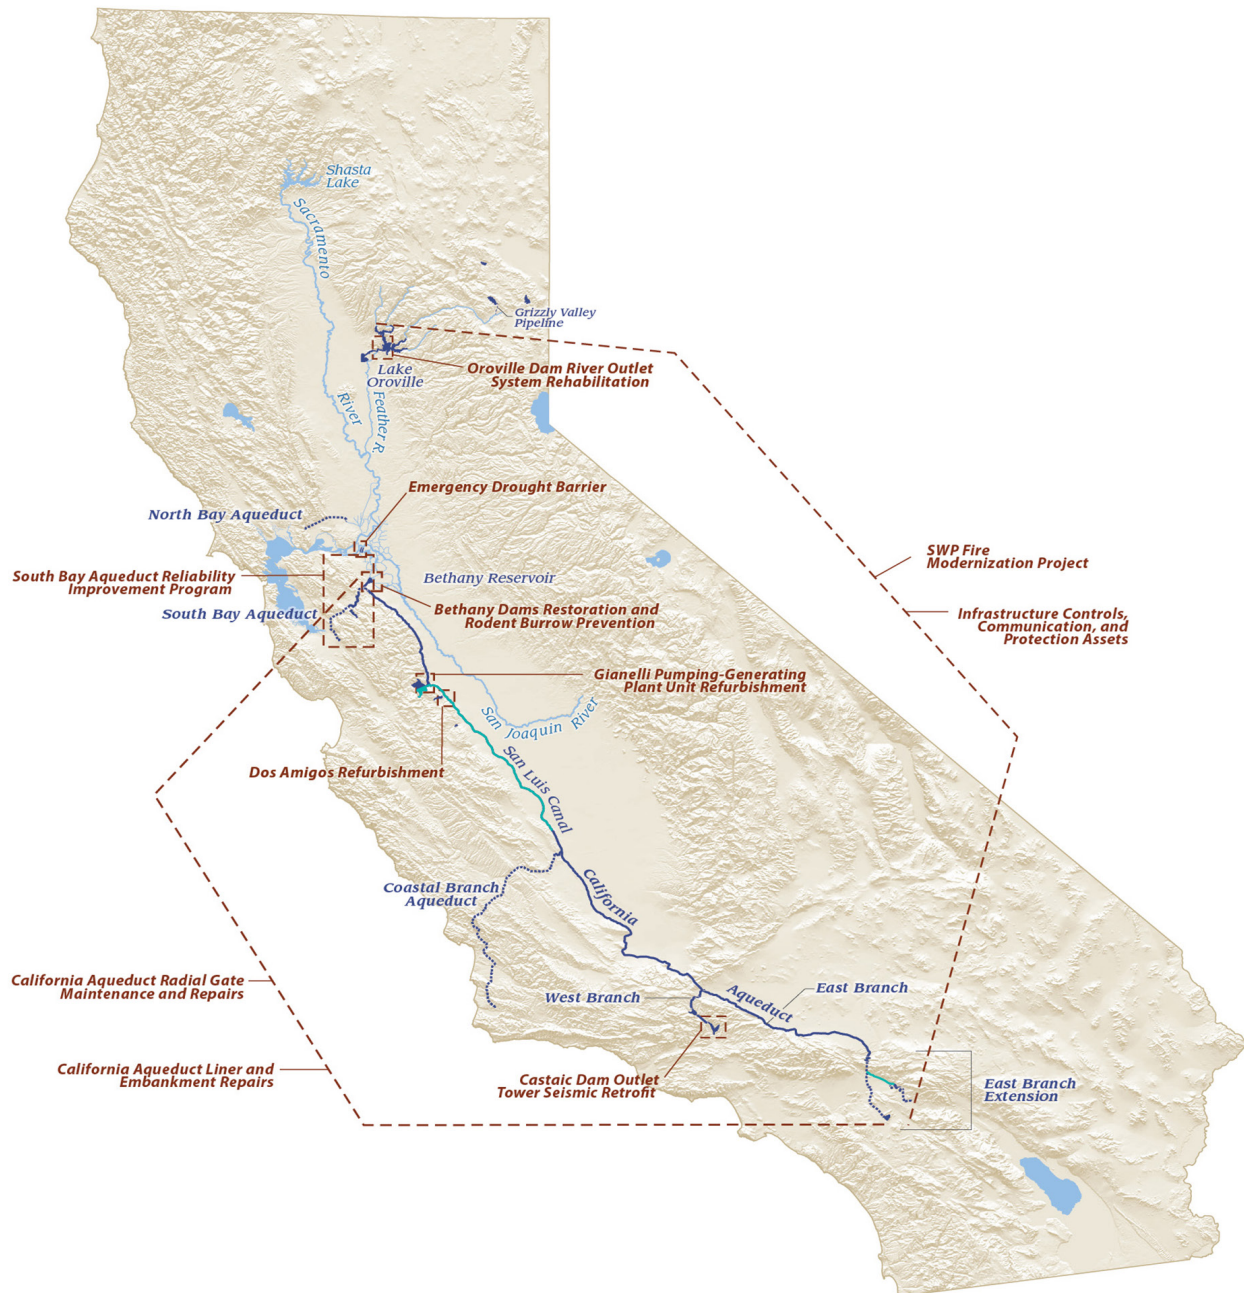 Shasta
Lake
Sacramento
River
Grizzly Valley
Pipeline
Lake
Oroville
Oroville Dam River Outlet
System Rehabilitation
Feather R.
Emergency Drought Barrier
North Bay Aqueduct
SWP Fire
Modernization Project
South Bay Aqueduct Reliability
Improvement Program
Bethany Reservoir
South Bay Aqueduct
Bethany Dams Restoration and
Rodent Burrow Prevention
Infrastructure Controls,
Communication, and
Protection Assets
Gianelli Pumping-Generating
Plant Unit Refurbishment
San Joaquin River
Dos Amigos Refurbishment
San Luis Canal
Coastal Branch
Aqueduct
California
Aqueduct
California Aqueduct Radial Gate
Maintenance and Repairs
West Branch
East Branch
California Aqueduct Liner and
Embankment Repairs
Castaic Dam Outlet
Tower Seismic Retrofit
East Branch
Extension